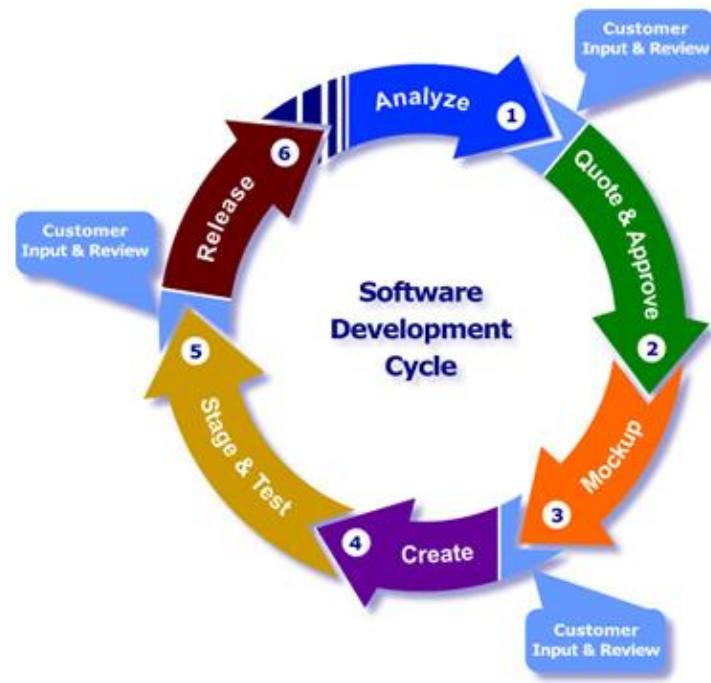 Customer
Input & Review
Analyze
1
Quote & Approve
2
Mockup
3
Customer
Input & Review
Create
4
Stage & Test
5
Customer
Input & Review
Release
6
Software
Development
Cycle